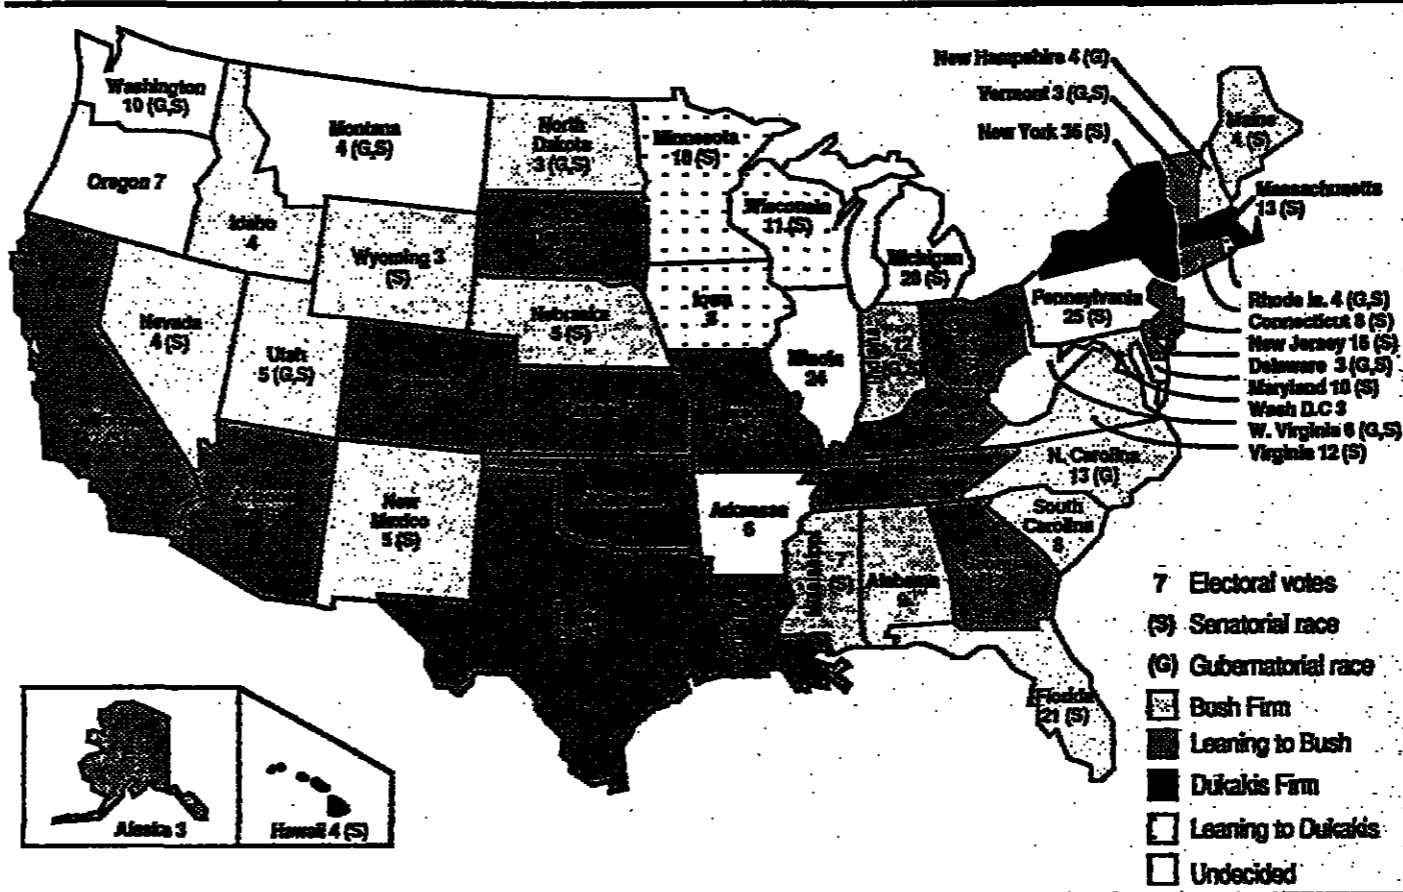 New Hampshire 4 (G)
Vermont 3 (G,S)
New York 36 (S)
Washington
10 (G,S)
Montana
4 (G,S)
North
Dakota
3 (G,S)
Minnesota
10 (S)
Maine
4 (S)
Oregon 7
Idaho
4
Wyoming 3
(S)
Wisconsin
11 (S)
Michigan
20 (S)
Massachusetts
13 (S)
Nevada
4 (S)
Utah
5 (G,S)
Nebraska
5 (S)
Iowa
8
Illinois
24
Indiana
12
(G,S)
Pennsylvania
25 (S)
Rhode Is. 4 (G,S)
Connecticut 8 (S)
New Jersey 16 (S)
Delaware 3 (G,S)
Maryland 10 (S)
Wash D.C 3
W. Virginia 6 (G,S)
Virginia 12 (S)
New
Mexico
5 (S)
Arkansas
6
7
(S)
Alabama
9
N. Carolina
13 (G)
South
Carolina
8
Florida
21 (S)
Alaska 3
Hawaii 4 (S)
7 Electoral votes
(S) Senatorial race
(G) Gubernatorial race
Bush Firm
Leaning to Bush
Dukakis Firm
Leaning to Dukakis
Undecided